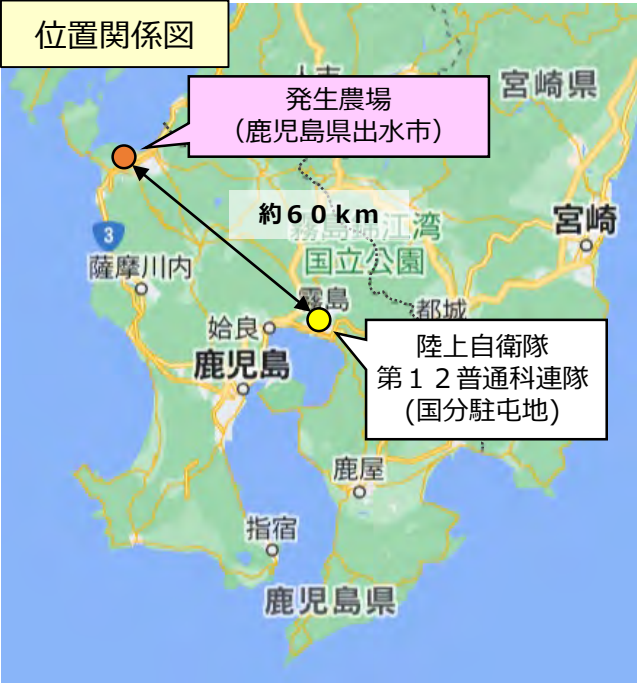 位置関係図
宮崎県
発生農場
（鹿児島県出水市）
約６０ｋｍ
3
霧島錦江湾
国立公園
宮崎
薩摩川内
霧島
都城
姶良
鹿児島
陸上自衛隊
第１２普通科連隊
(国分駐屯地)
鹿屋
指宿
鹿児島県